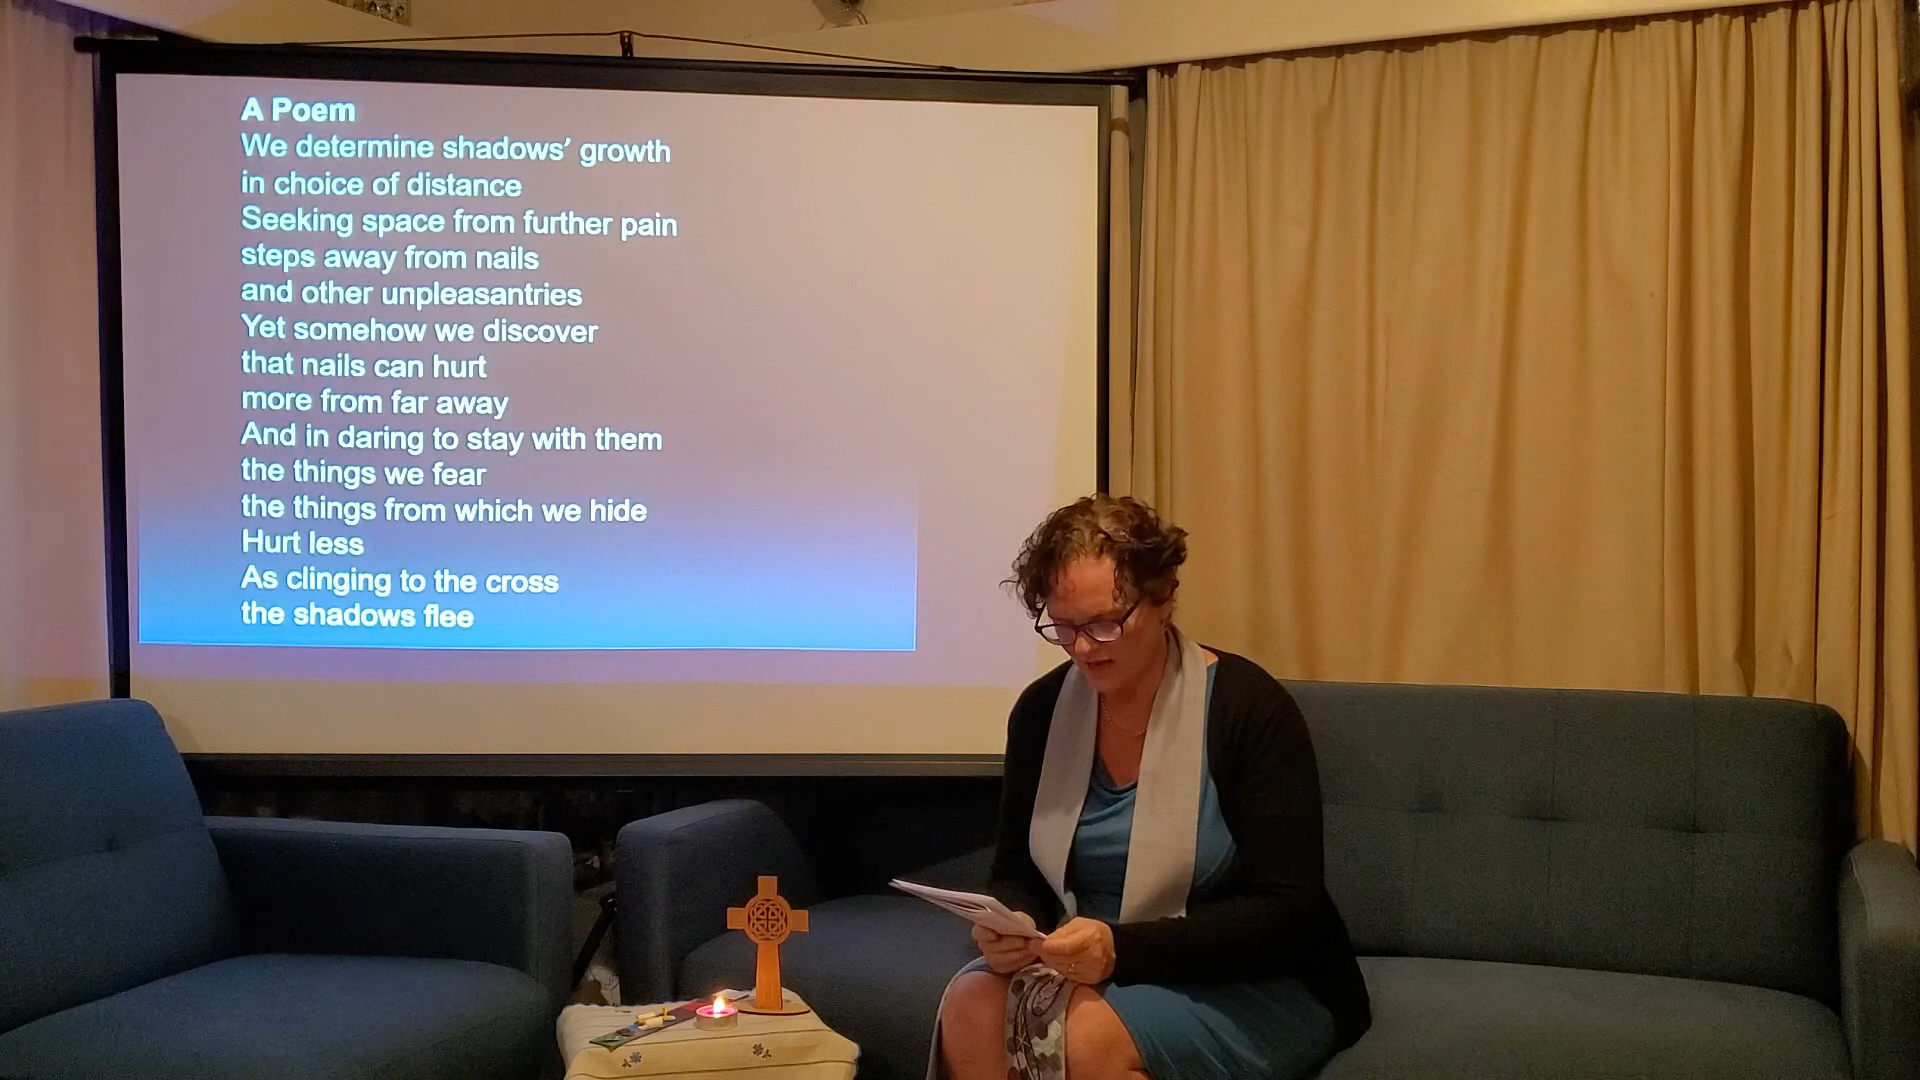 A Poem
We determine shadows’ growth
in choice of distance
Seeking space from further pain
steps away from nails
and other unpleasantries
Yet somehow we discover
that nails can hurt
more from far away
And in daring to stay with them
the things we fear
the things from which we hide
Hurt less
As clinging to the cross
the shadows flee